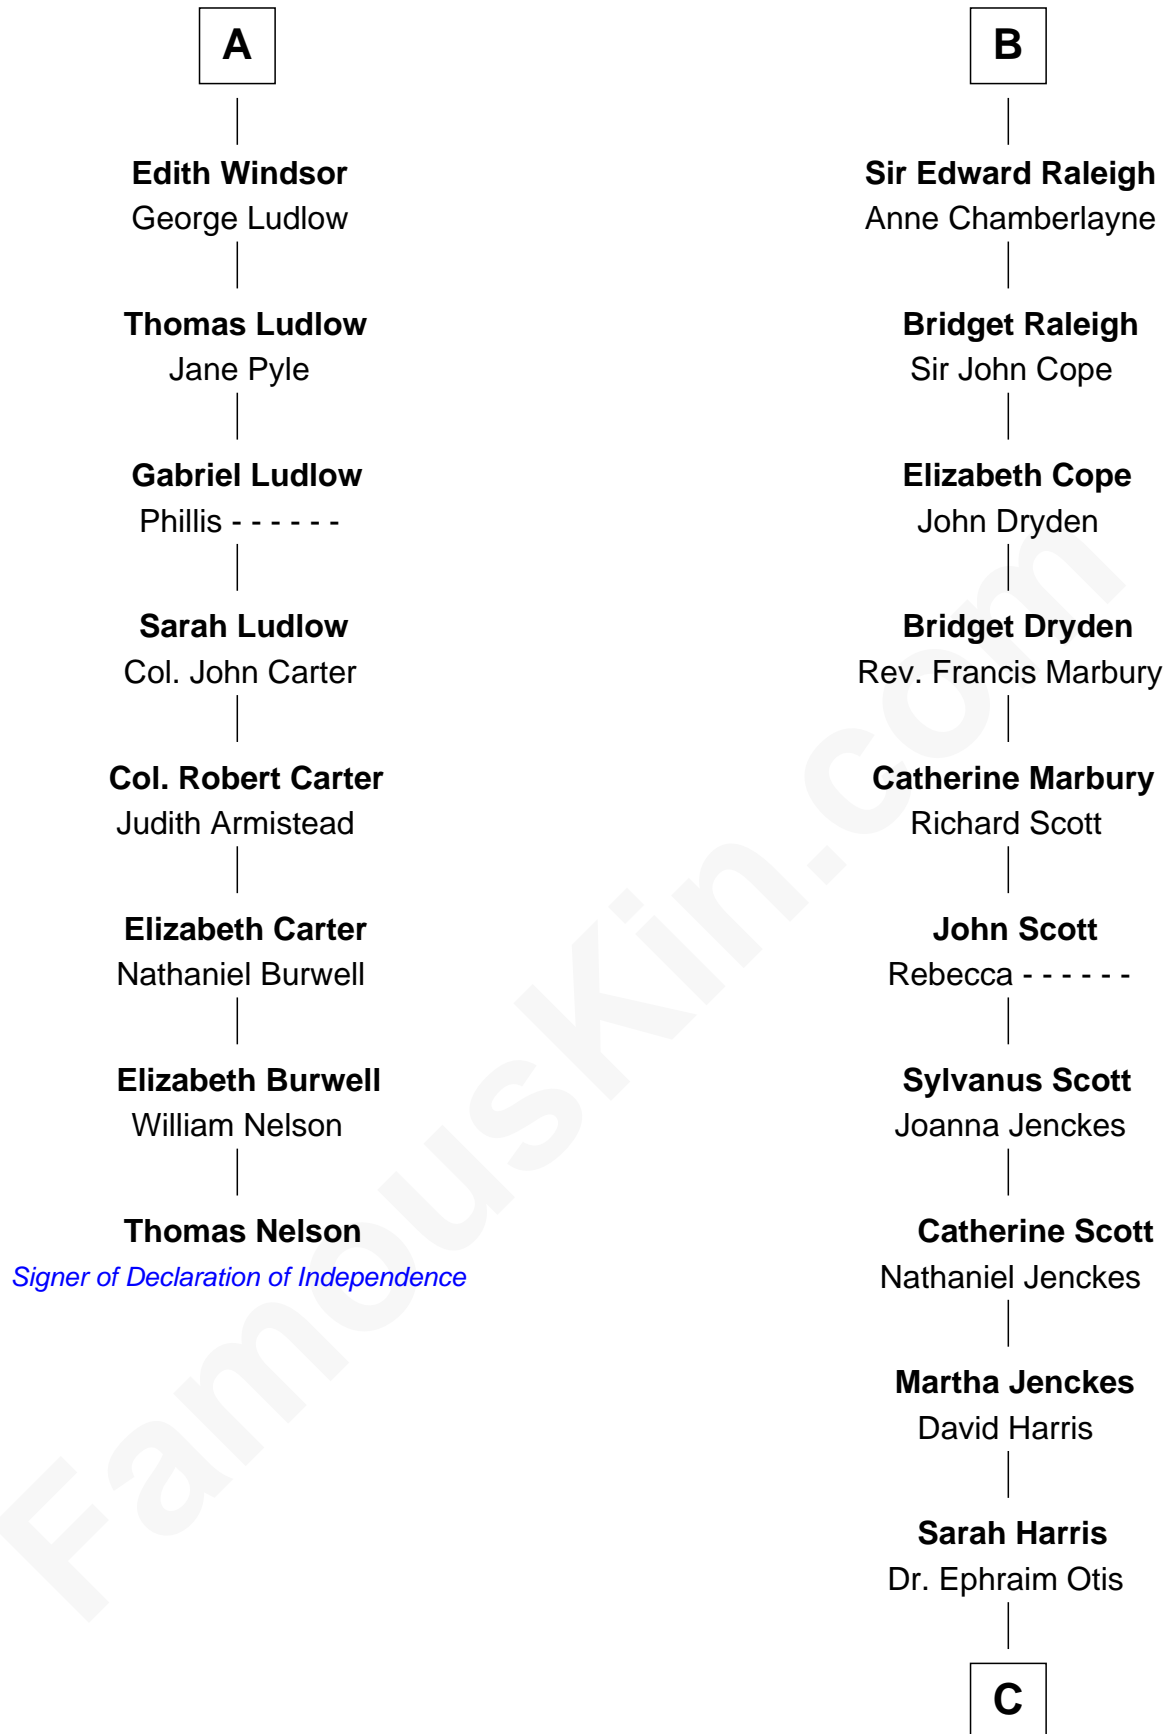 A
Edith Windsor
George Ludlow
Thomas Ludlow
Jane Pyle
Gabriel Ludlow
Phillis - - - - - -
Sarah Ludlow
Col. John Carter
Col. Robert Carter
Judith Armistead
Elizabeth Carter
Nathaniel Burwell
Elizabeth Burwell
William Nelson
Thomas Nelson
Signer of Declaration of Independence
B
Sir Edward Raleigh
Anne Chamberlayne
Bridget Raleigh
Sir John Cope
Elizabeth Cope
John Dryden
Bridget Dryden
Rev. Francis Marbury
Catherine Marbury
Richard Scott
John Scott
Rebecca - - - - - -
Sylvanus Scott
Joanna Jenckes
Catherine Scott
Nathaniel Jenckes
Martha Jenckes
David Harris
Sarah Harris
Dr. Ephraim Otis
C
FamousKin.com